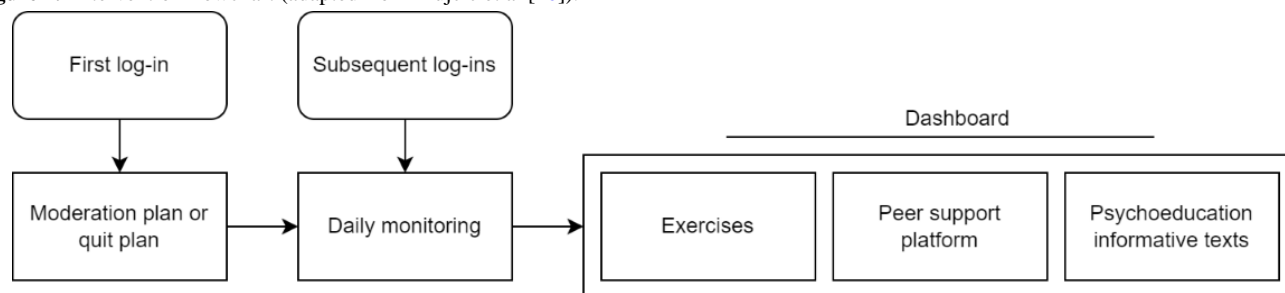 First log-in
Subsequent log-ins
Dashboard
Moderation plan or
quit plan
Daily monitoring
Exercises
Peer support
platform
Psychoeducation
informative texts